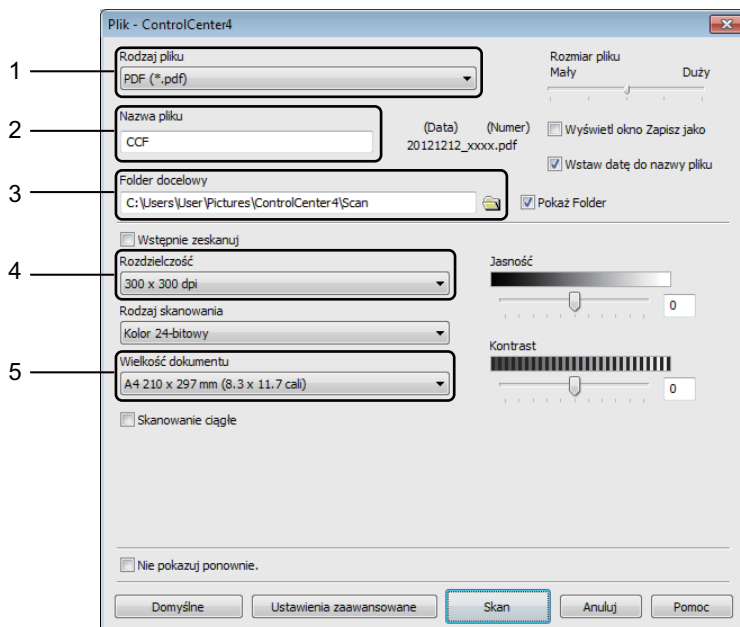 Plik - ControlCenter4
1
Rodzaj pliku
PDF (*.pdf)
Rozmiar pliku
Mały Duży
2
Nazwa pliku
CCF
(Data) (Numer)
20121212_xxxx.pdf
Wyświetl okno Zapisz jako
Wstaw datę do nazwy pliku
3
Folder docelowy
C:\Users\User\Pictures\ControlCenter4\Scan
Pokaż Folder
Wstępnie zeskanuj
4
Rozdzielczość
300 x 300 dpi
Jasność
0
Rodzaj skanowania
Kolor 24-bitowy
Kontrast
0
5
Wielkość dokumentu
A4 210 x 297 mm (8.3 x 11.7 cali)
Skanowanie ciągłe
Nie pokazuj ponownie.
Domyślne Ustawienia zaawansowane Skan Anuluj Pomoc